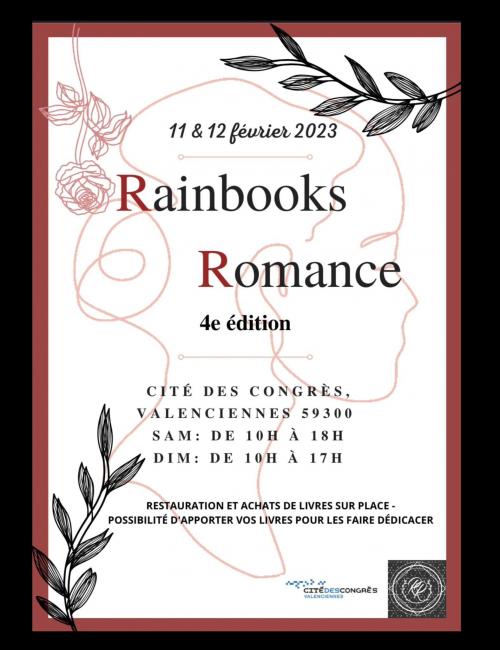 11 & 12 février 2023
Rainbooks
Romance
4e édition
CITÉ DES CONGRÈS,
VALENCIENNES 59300
SAM: DE 10H À 18H
DIM: DE 10H À 17H
RESTAURATION ET ACHATS DE LIVRES SUR PLACE -
POSSIBILITÉ D'APPORTER VOS LIVRES POUR LES FAIRE DÉDICACER
CITÉDESCONGRÈS
VALENCIENNES